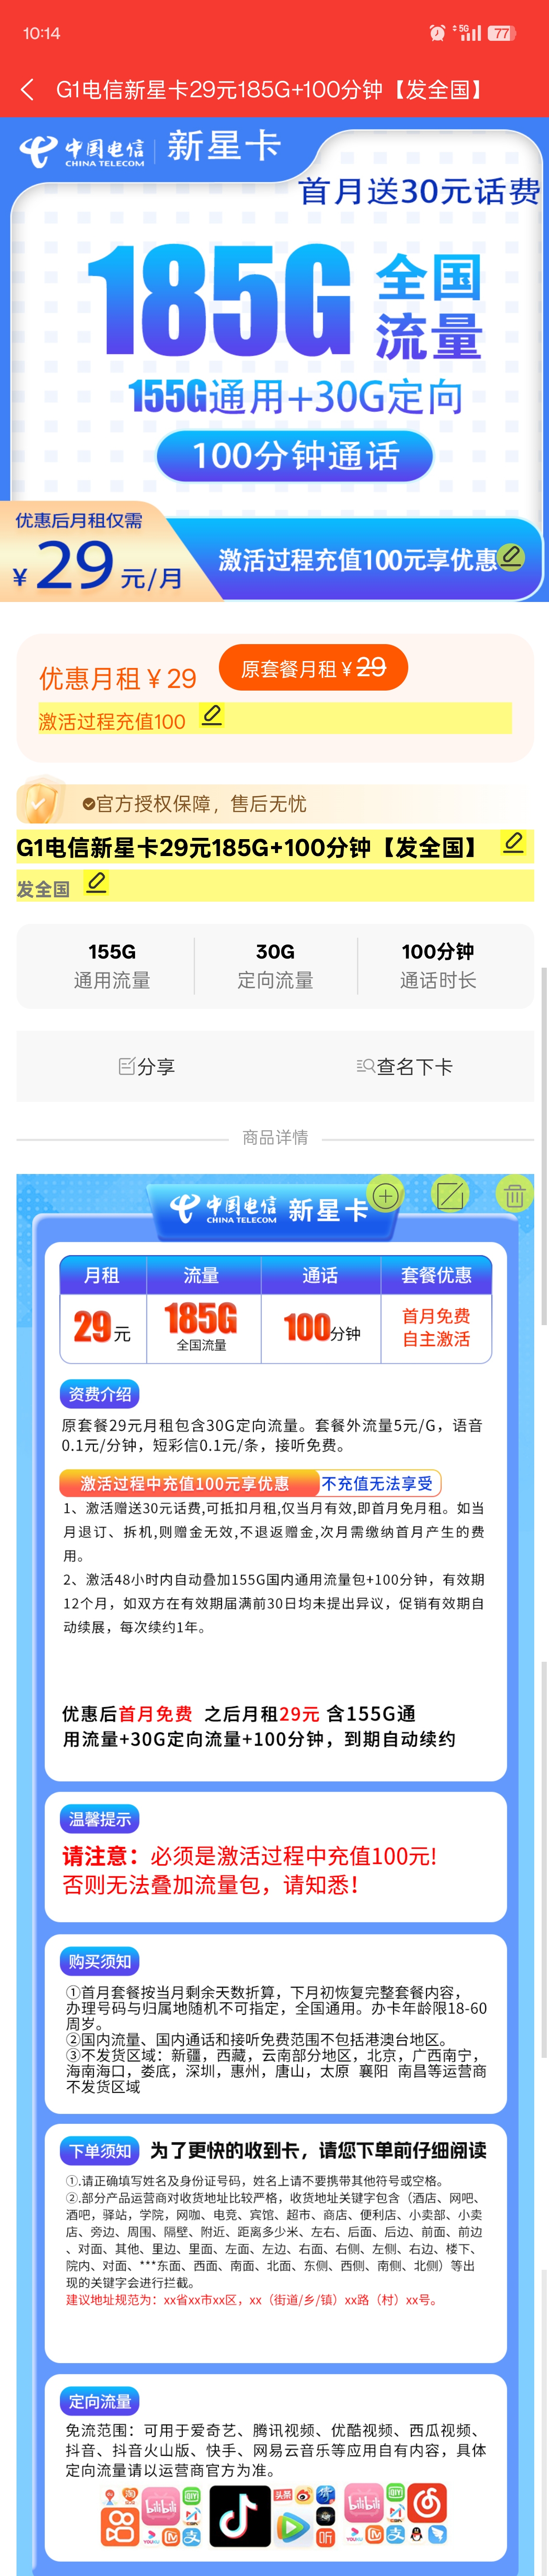 10:14
5G
77
G1电信新星卡29元185G+100分钟【发全国】
中国电信
CHINA TELECOM
新星卡
首月送30元话费
185G
全国
流量
155G通用+30G定向
100分钟通话
优惠后月租仅需
¥29元/月
激活过程充值100元享优惠
优惠月租¥29
原套餐月租¥29
激活过程充值100
官方授权保障，售后无忧
G1电信新星卡29元185G+100分钟【发全国】
发全国
155G 30G 100分钟
通用流量 定向流量 通话时长
分享 查名下卡
商品详情
中国电信
CHINA TELECOM
新星卡
月租 流量 通话 套餐优惠
29元
185G
全国流量
100分钟
首月免费
自主激活
资费介绍
原套餐29元月租包含30G定向流量。套餐外流量5元/G，语音
0.1元/分钟，短彩信0.1元/条，接听免费。
激活过程中充值100元享优惠 不充值无法享受
1、激活赠送30元话费,可抵扣月租,仅当月有效,即首月免月租。如当
月退订、拆机,则赠金无效,不退返赠金,次月需缴纳首月产生的费
用。
2、激活48小时内自动叠加155G国内通用流量包+100分钟，有效期
12个月，如双方在有效期届满前30日均未提出异议，促销有效期自
动续展，每次续约1年。
优惠后首月免费 之后月租29元 含155G通
用流量+30G定向流量+100分钟，到期自动续约
温馨提示
请注意：必须是激活过程中充值100元!
否则无法叠加流量包，请知悉！
购买须知
①首月套餐按当月剩余天数折算，下月初恢复完整套餐内容，
办理号码与归属地随机不可指定，全国通用。办卡年龄限18-60
周岁。
②国内流量、国内通话和接听免费范围不包括港澳台地区。
③不发货区域：新疆，西藏，云南部分地区，北京，广西南宁，
海南海口，娄底，深圳，惠州，唐山，太原 襄阳 南昌等运营商
不发货区域
下单须知 为了更快的收到卡，请您下单前仔细阅读
①.请正确填写姓名及身份证号码，姓名上请不要携带其他符号或空格。
②.部分产品运营商对收货地址比较严格，收货地址关键字包含（酒店、网吧、
酒吧，驿站，学院，网咖、电竞、宾馆、超市、商店、便利店、小卖部、小卖
店、旁边、周围、隔壁、附近、距离多少米、左右、后面、后边、前面、前边
、对面、其他、里边、里面、左面、左边、右面、右侧、左侧、右边、楼下、
院内、对面、***东面、西面、南面、北面、东侧、西侧、南侧、北侧）等出
现的关键字会进行拦截。
建议地址规范为：xx省xx市xx区，xx（街道/乡/镇）xx路（村）xx号。
定向流量
免流范围：可用于爱奇艺、腾讯视频、优酷视频、西瓜视频、
抖音、抖音火山版、快手、网易云音乐等应用自有内容，具体
定向流量请以运营商官方为准。